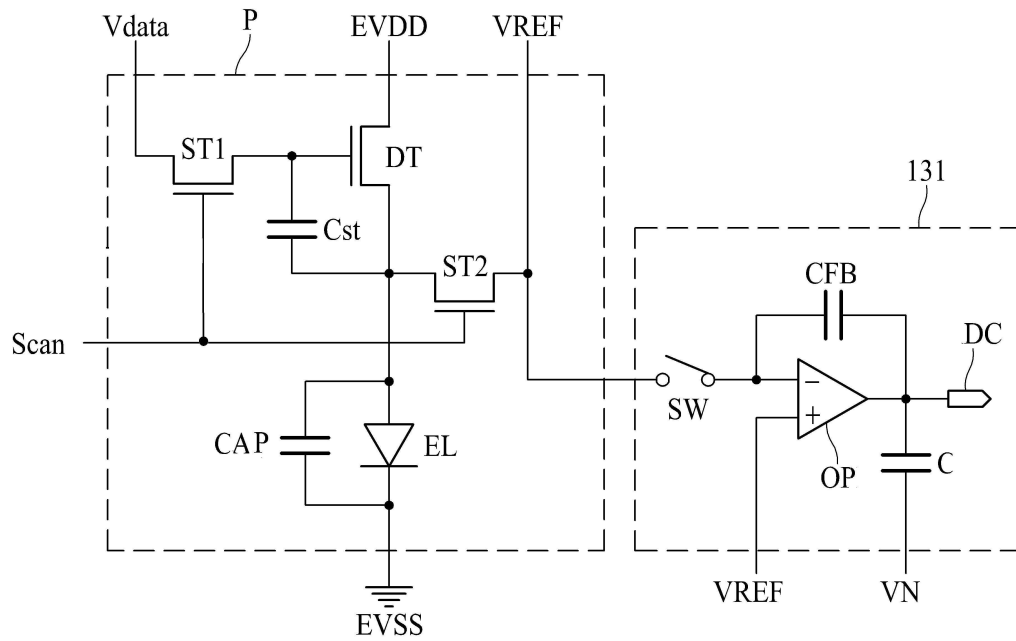 Vdata
P
EVDD
VREF
ST1
DT
131
Cst
ST2
CFB
Scan
DC
−
SW
+
CAP
EL
OP
C
VREF
VN
EVSS